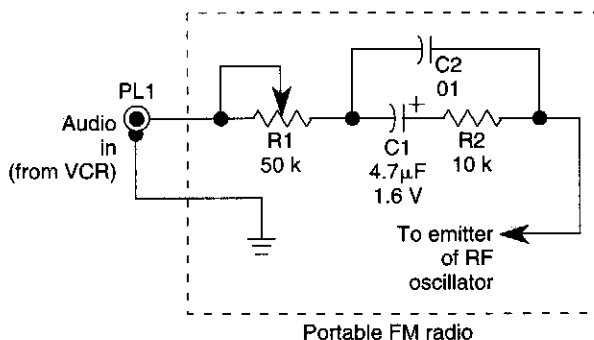 PL1
Audio
in
(from VCR)
R1
50 k
C2
01
C1
4.7μF
1.6 V
+
R2
10 k
To emitter
of RF
oscillator
Portable FM radio